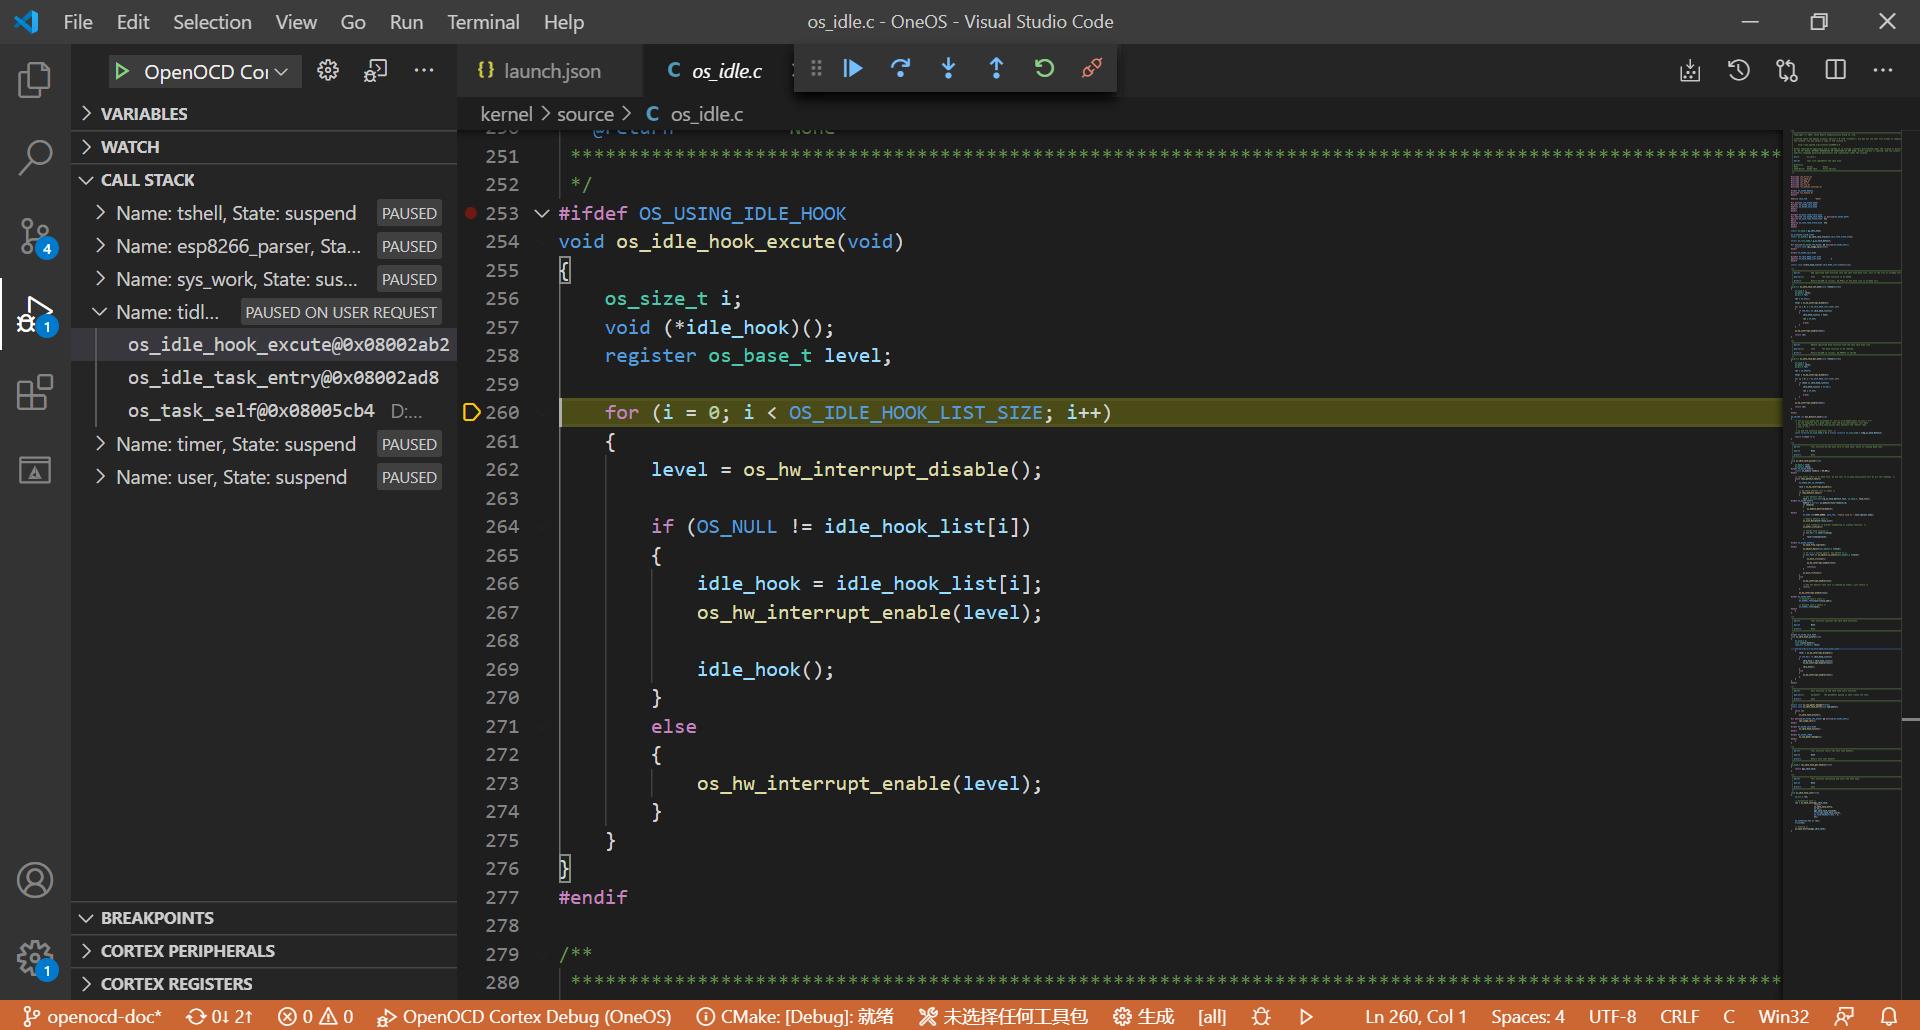 File Edit Selection View Go Run Terminal Help os_idle.c - OneOS - Visual Studio Code
OpenOCD Cor
launch.json
C os_idle.c
VARIABLES
kernel > source > C os_idle.c
WATCH
CALL STACK
Name: tshell, State: suspend PAUSED
Name: esp8266_parser, Sta... PAUSED
Name: sys_work, State: sus... PAUSED
Name: tidl... PAUSED ON USER REQUEST
os_idle_hook_excute@0x08002ab2
os_idle_task_entry@0x08002ad8
os_task_self@0x08005cb4 D:...
Name: timer, State: suspend PAUSED
Name: user, State: suspend PAUSED
BREAKPOINTS
CORTEX PERIPHERALS
CORTEX REGISTERS
4
1
1
250 @return None
251 *********************************************************************************************************
252 */
253 #ifdef OS_USING_IDLE_HOOK
254 void os_idle_hook_excute(void)
255 {
256 os_size_t i;
257 void (*idle_hook)();
258 register os_base_t level;
259
260 for (i = 0; i < OS_IDLE_HOOK_LIST_SIZE; i++)
261 {
262 level = os_hw_interrupt_disable();
263
264 if (OS_NULL != idle_hook_list[i])
265 {
266 idle_hook = idle_hook_list[i];
267 os_hw_interrupt_enable(level);
268
269 idle_hook();
270 }
271 else
272 {
273 os_hw_interrupt_enable(level);
274 }
275 }
276 }
277 #endif
278
279 /**
280 *********************************************************************************************************
openocd-doc* 0↓ 2↑ 0 0 OpenOCD Cortex Debug (OneOS) CMake: [Debug]: 就绪 未选择任何工具包 生成 [all] Ln 260, Col 1 Spaces: 4 UTF-8 CRLF C Win32